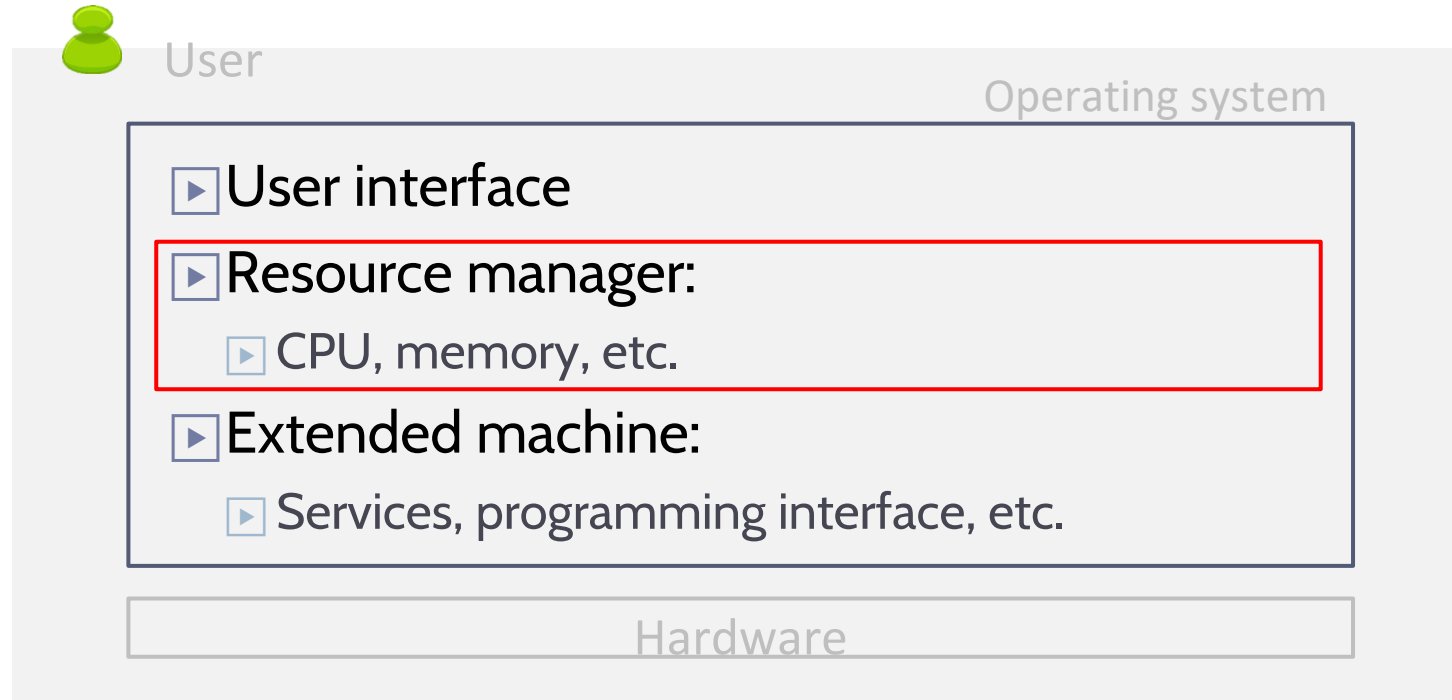 User
Operating system
User interface
Resource manager:
CPU, memory, etc.
Extended machine:
Services, programming interface, etc.
Hardware